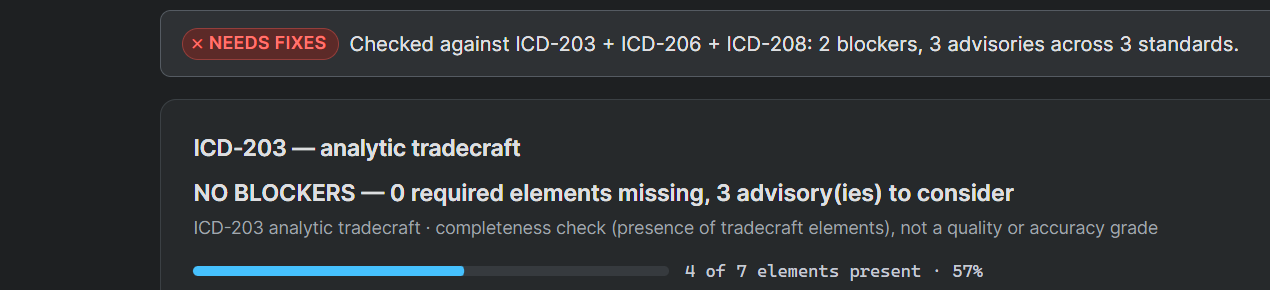 × NEEDS FIXES Checked against ICD-203 + ICD-206 + ICD-208: 2 blockers, 3 advisories across 3 standards.
ICD-203 — analytic tradecraft
NO BLOCKERS — 0 required elements missing, 3 advisory(ies) to consider
ICD-203 analytic tradecraft · completeness check (presence of tradecraft elements), not a quality or accuracy grade
4 of 7 elements present · 57%